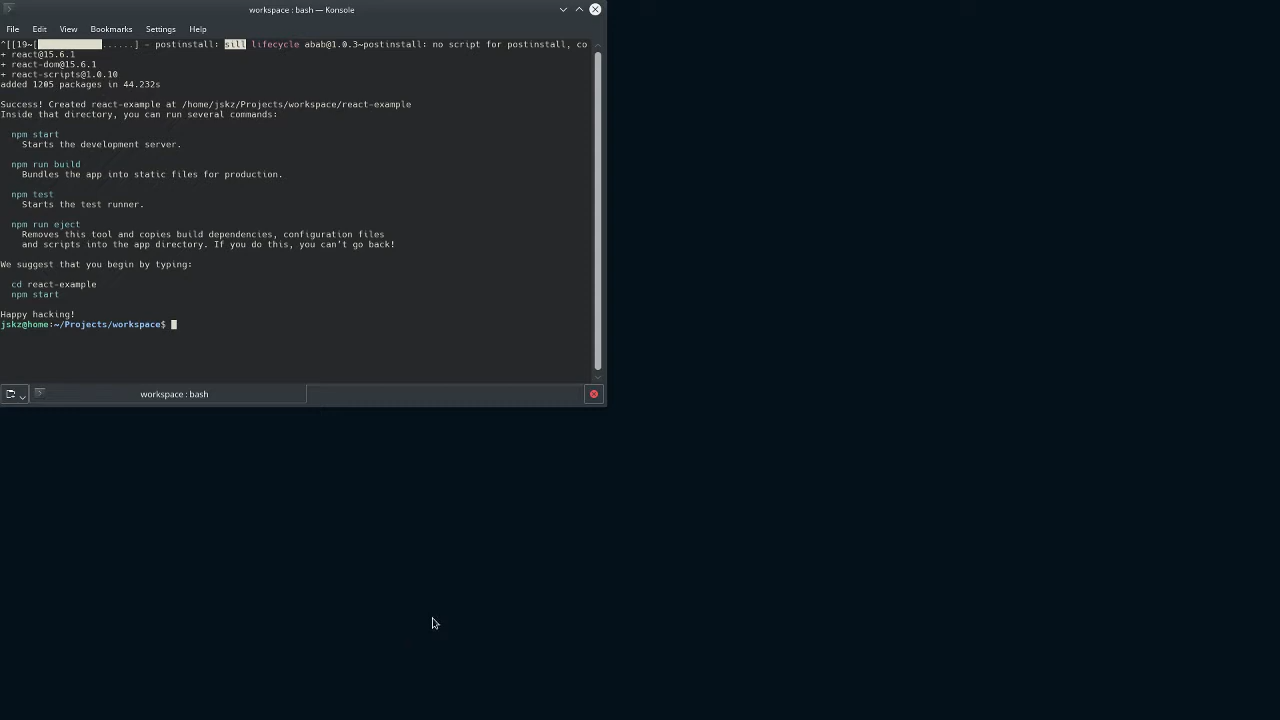 workspace : bash — Konsole
File Edit View Bookmarks Settings Help
^[[19~[ ......] - postinstall: sill lifecycle abab@1.0.3~postinstall: no script for postinstall, co
+ react@15.6.1
+ react-dom@15.6.1
+ react-scripts@1.0.10
added 1205 packages in 44.232s
Success! Created react-example at /home/jskz/Projects/workspace/react-example
Inside that directory, you can run several commands:
npm start
Starts the development server.
npm run build
Bundles the app into static files for production.
npm test
Starts the test runner.
npm run eject
Removes this tool and copies build dependencies, configuration files
and scripts into the app directory. If you do this, you can't go back!
We suggest that you begin by typing:
cd react-example
npm start
Happy hacking!
jskz@home:~/Projects/workspace$
workspace : bash